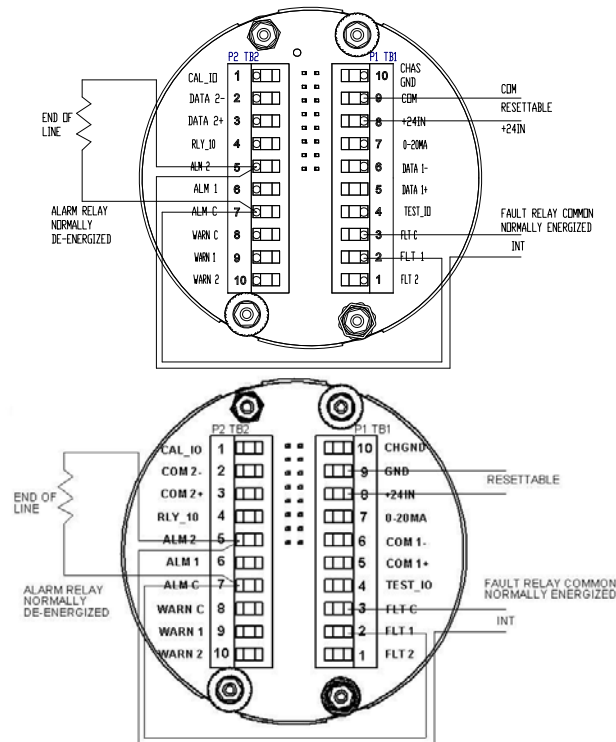 P2 TB2 P1 TB1
CAL_IO 1 10 CHAS GND
DATA 2- 2 9 COM COM
RESETTABLE
DATA 2+ 3 8 +24IN +24IN
END OF
LINE
RLY_10 4 7 0-20MA
ALM 2 5 6 DATA 1-
ALM 1 6 5 DATA 1+
ALM C 7 4 TEST_IO
ALARM RELAY
NORMALLY
DE-ENERGIZED
FAULT RELAY COMMON
NORMALLY ENERGIZED
WARN C 8 3 FLT C
INT
WARN 1 9 2 FLT 1
WARN 2 10 1 FLT 2
P2 TB2 P1 TB1
CAL_IO 1 10 CHGND
COM 2- 2 9 GND
RESETTABLE
COM 2+ 3 8 +24IN
END OF
LINE
RLY_10 4 7 0-20MA
ALM 2 5 6 COM 1-
ALM 1 6 5 COM 1+
ALM C 7 4 TEST_IO
ALARM RELAY
NORMALLY
DE-ENERGIZED
FAULT RELAY COMMON
NORMALLY ENERGIZED
WARN C 8 3 FLT C
INT
WARN 1 9 2 FLT 1
WARN 2 10 1 FLT 2